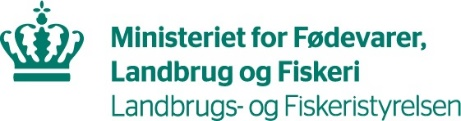 Ministeriet for Fødevarer,
Landbrug og Fiskeri
Landbrugs- og Fiskeristyrelsen